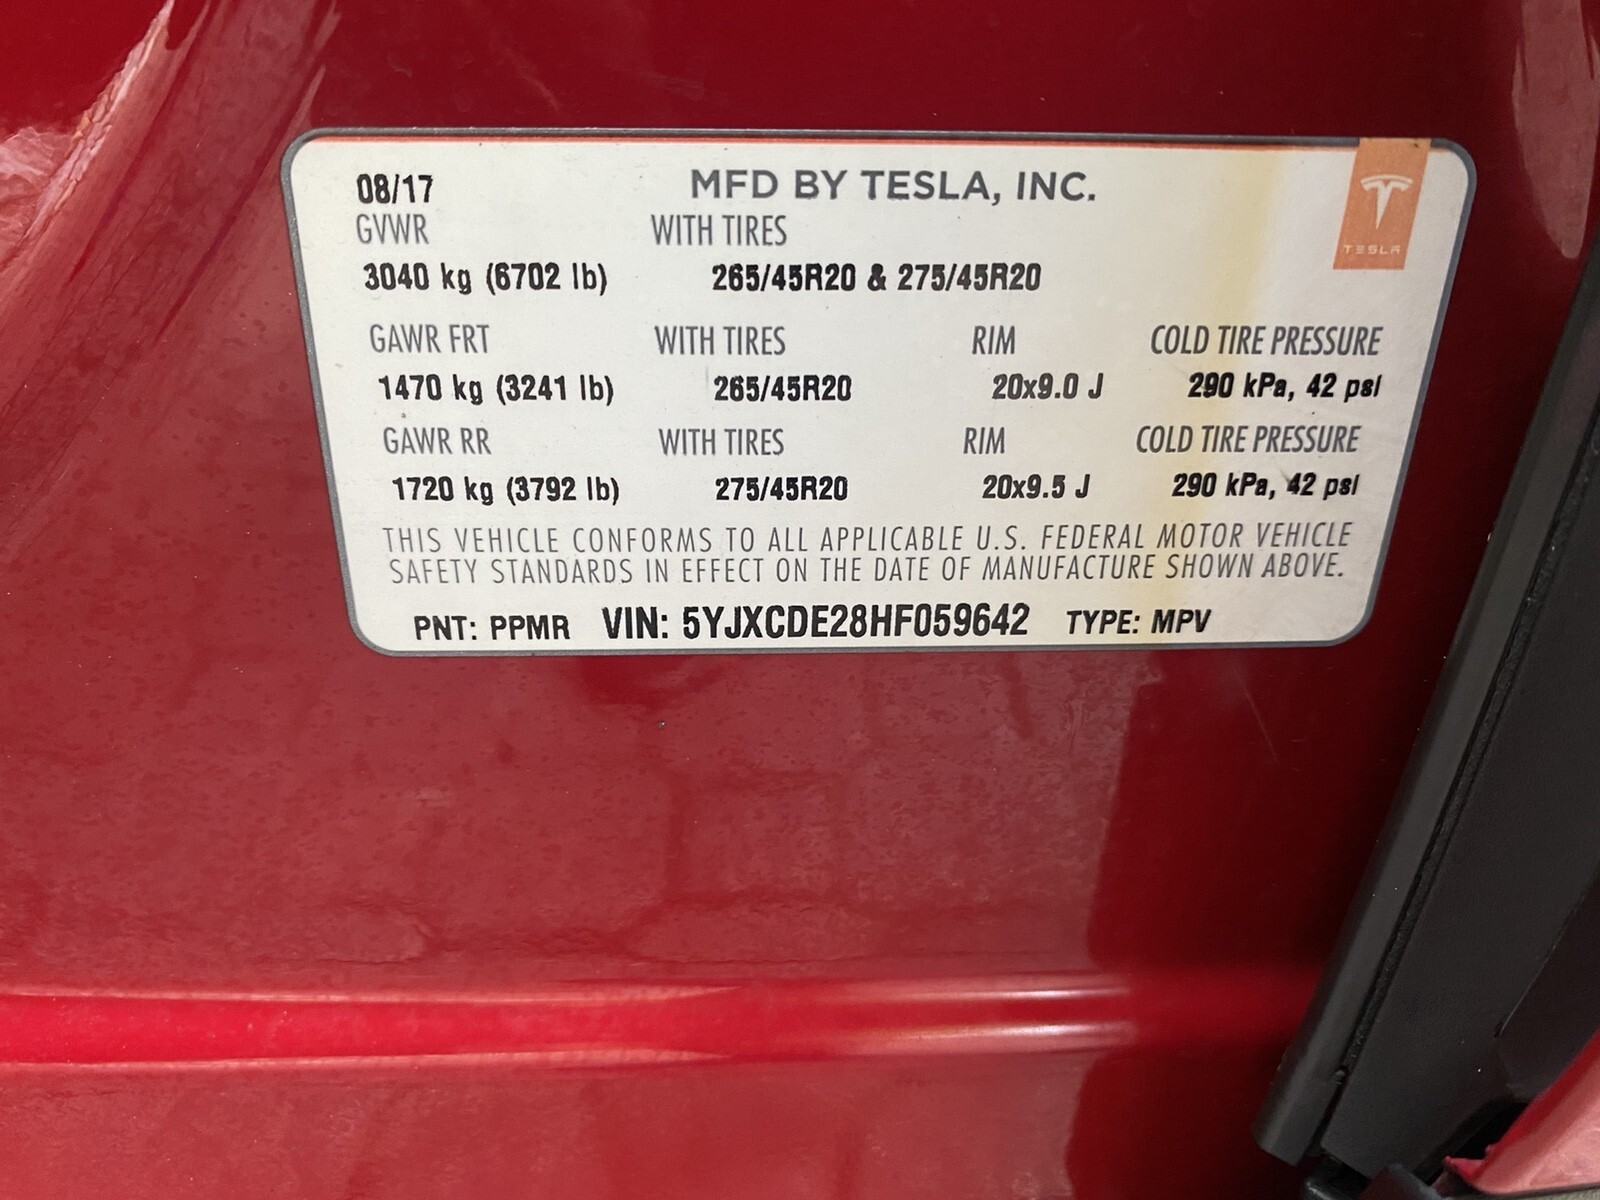 08/17 MFD BY TESLA, INC.
TESLA
GVWR WITH TIRES
3040 kg (6702 lb) 265/45R20 & 275/45R20
GAWR FRT WITH TIRES RIM COLD TIRE PRESSURE
1470 kg (3241 lb) 265/45R20 20x9.0 J 290 kPa, 42 psi
GAWR RR WITH TIRES RIM COLD TIRE PRESSURE
1720 kg (3792 lb) 275/45R20 20x9.5 J 290 kPa, 42 psi
THIS VEHICLE CONFORMS TO ALL APPLICABLE U.S. FEDERAL MOTOR VEHICLE
SAFETY STANDARDS IN EFFECT ON THE DATE OF MANUFACTURE SHOWN ABOVE.
PNT: PPMR VIN: 5YJXCDE28HF059642 TYPE: MPV